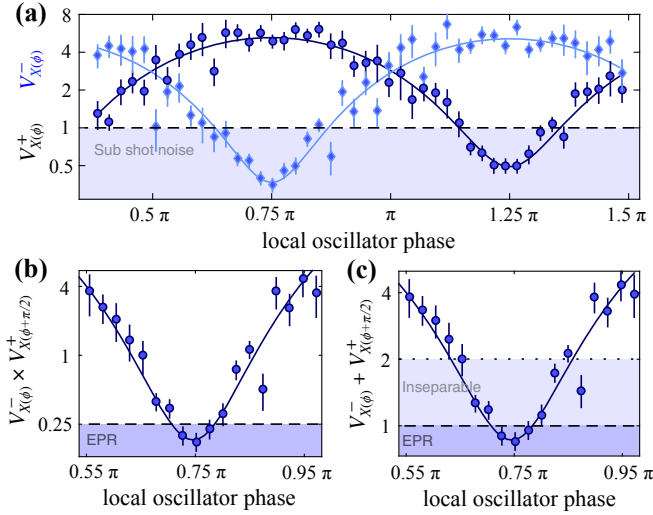 (a)
8
4
2
1
0.5
V⁻X(ϕ)
V⁺X(ϕ)
Sub shot noise
0.5 π
0.75 π
π
1.25 π
1.5 π
local oscillator phase
(b)
4
1
0.25
V⁻X(ϕ) × V⁺X(ϕ+π/2)
EPR
0.55 π
0.75 π
0.95 π
local oscillator phase
(c)
4
2
1
V⁻X(ϕ) + V⁺X(ϕ+π/2)
Inseparable
EPR
0.55 π
0.75 π
0.95 π
local oscillator phase